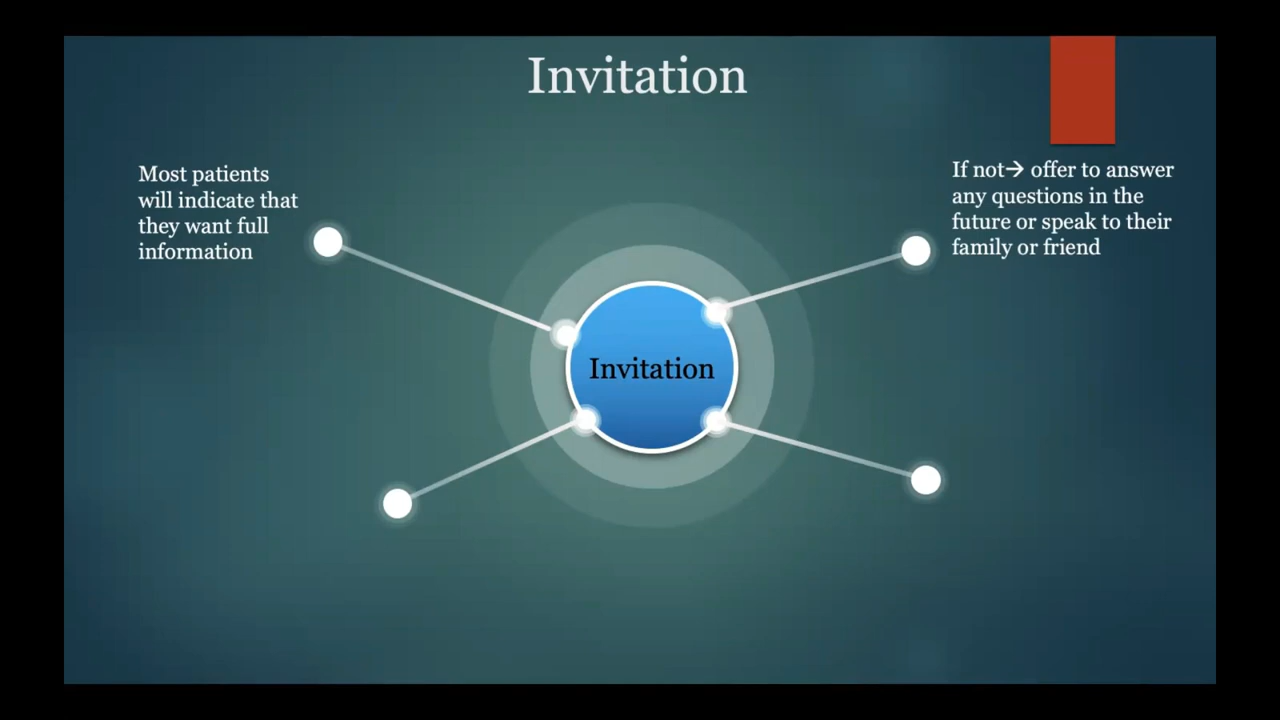 Invitation
Most patients
will indicate that
they want full
information
If not→ offer to answer
any questions in the
future or speak to their
family or friend
Invitation